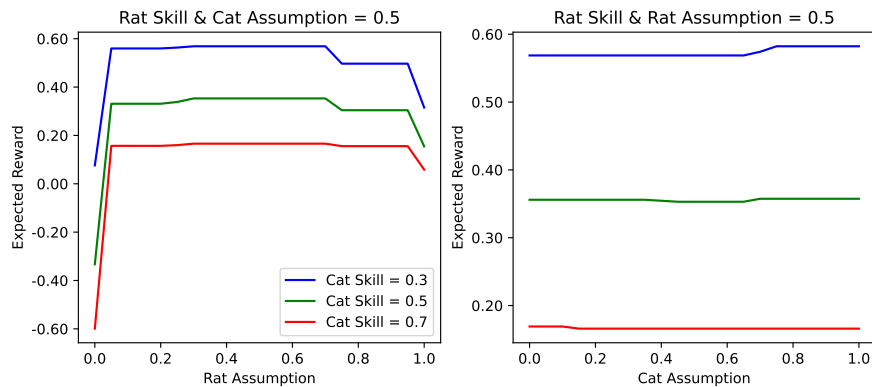 Rat Skill & Cat Assumption = 0.5
0.60
0.40
0.20
0.00
-0.20
-0.40
-0.60
Expected Reward
0.0
0.2
0.4
0.6
0.8
1.0
Rat Assumption
Cat Skill = 0.3
Cat Skill = 0.5
Cat Skill = 0.7
Rat Skill & Rat Assumption = 0.5
0.60
0.50
0.40
0.30
0.20
Expected Reward
0.0
0.2
0.4
0.6
0.8
1.0
Cat Assumption